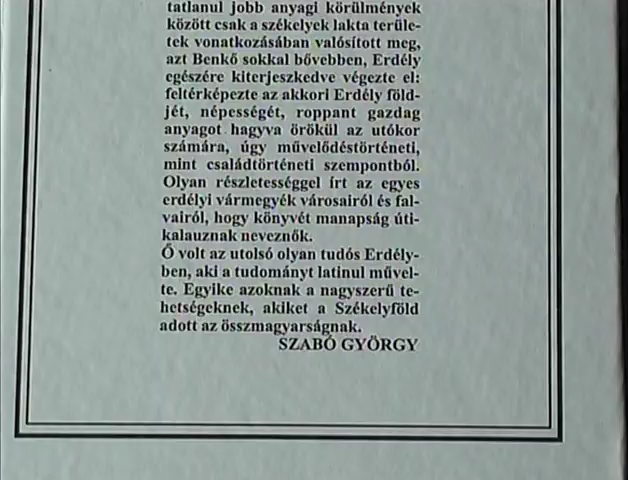 tatlanul jobb anyagi körülmények
között csak a székelyek lakta terüle-
tek vonatkozásában valósított meg,
azt Benkő sokkal bővebben, Erdély
egészére kiterjeszkedve végezte el:
feltérképezte az akkori Erdély föld-
jét, népességét, roppant gazdag
anyagot hagyva örökül az utókor
számára, úgy művelődéstörténeti,
mint családtörténeti szempontból.
Olyan részletességgel írt az egyes
erdélyi vármegyék városairól és fal-
vairól, hogy könyvét manapság úti-
kalauznak neveznők.
Ő volt az utolsó olyan tudós Erdély-
ben, aki a tudományt latinul művel-
te. Egyike azoknak a nagyszerű te-
hetségeknek, akiket a Székelyföld
adott az összmagyarságnak.
SZABÓ GYÖRGY